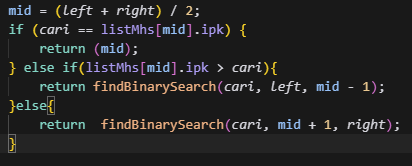 mid = (left + right) / 2;
if (cari == listMhs[mid].ipk) {
    return (mid);
} else if(listMhs[mid].ipk > cari){
    return findBinarySearch(cari, left, mid - 1);
}else{
    return  findBinarySearch(cari, mid + 1, right);
}